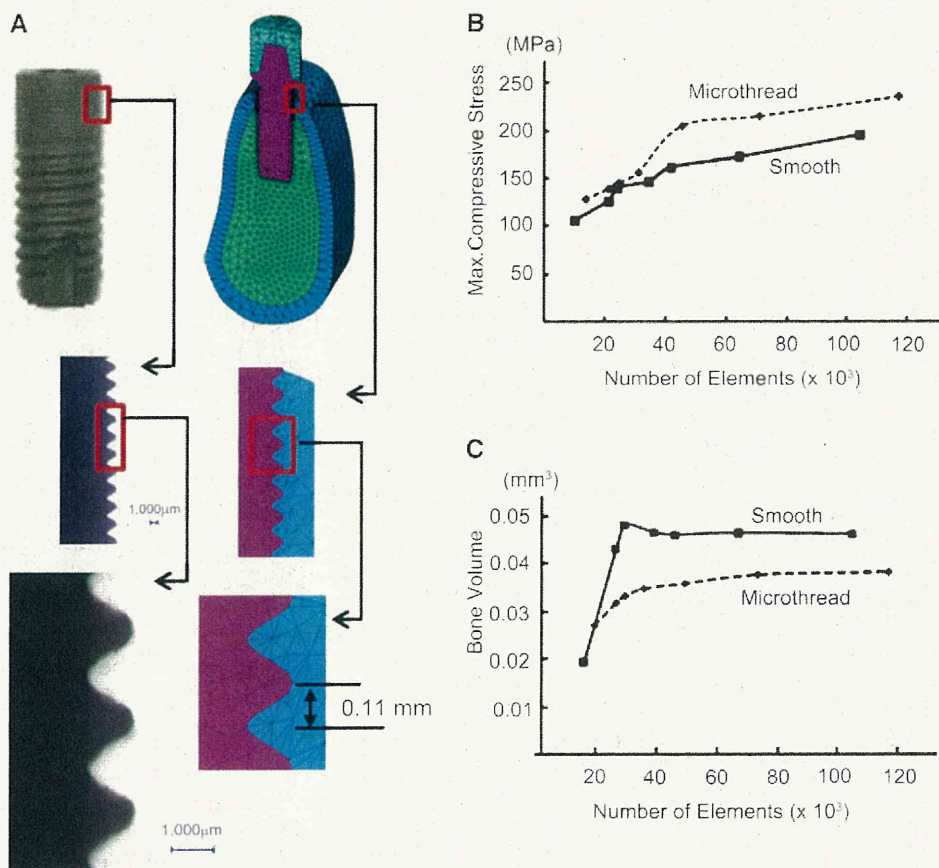 A
1,000μm
0.11 mm
1,000μm
B
(MPa)
Max.Compressive Stress
250
200
150
100
50
Microthread
Smooth
20 40 60 80 100 120
Number of Elements (x 10³)
C
(mm³)
Bone Volume
0.05
0.04
0.03
0.02
0.01
Smooth
Microthread
20 40 60 80 100 120
Number of Elements (x 10³)